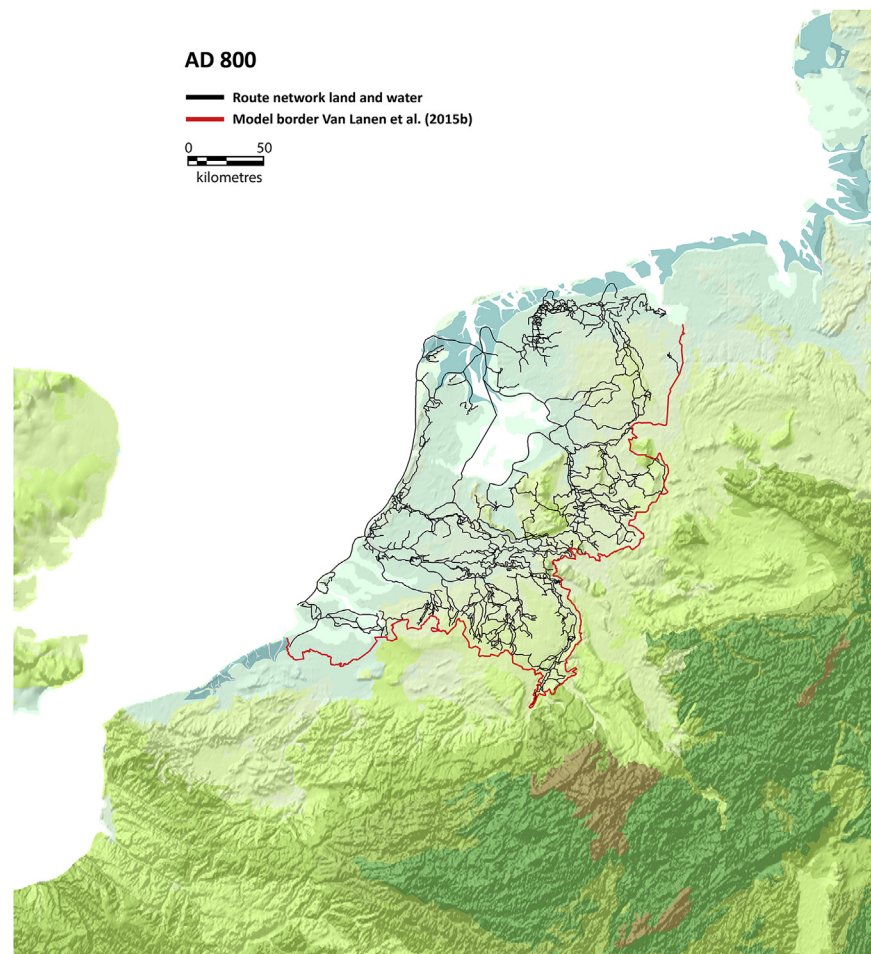 AD 800
Route network land and water
Model border Van Lanen et al. (2015b)
0 50
kilometres